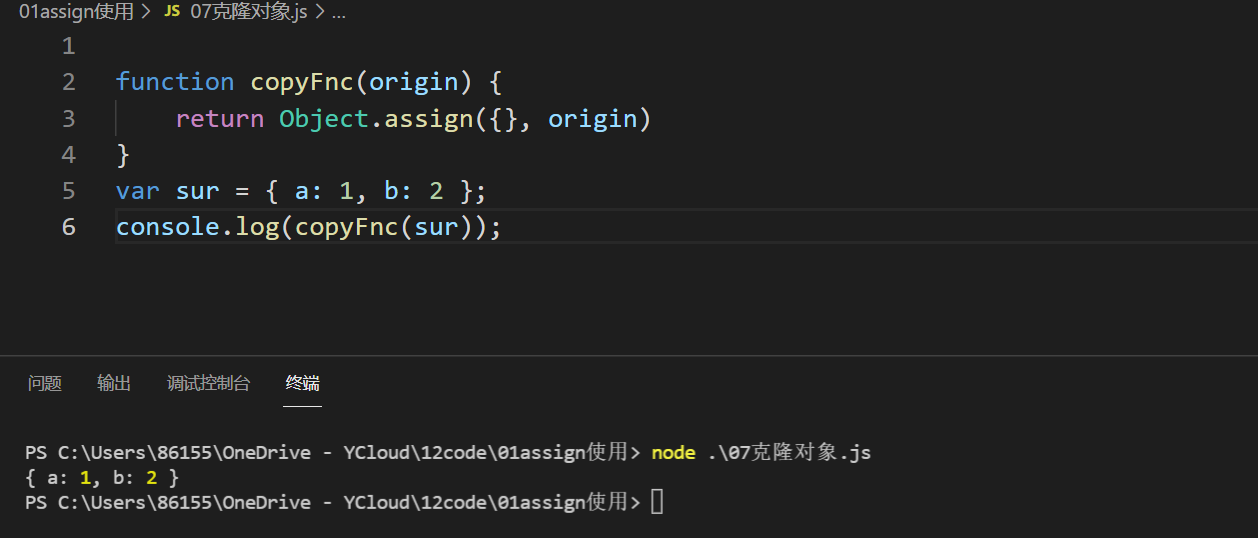 01assign使用 > JS 07克隆对象.js > ...
1
2 function copyFnc(origin) {
3     return Object.assign({}, origin)
4 }
5 var sur = { a: 1, b: 2 };
6 console.log(copyFnc(sur));
问题 输出 调试控制台 终端
PS C:\Users\86155\OneDrive - YCloud\12code\01assign使用> node .\07克隆对象.js
{ a: 1, b: 2 }
PS C:\Users\86155\OneDrive - YCloud\12code\01assign使用>